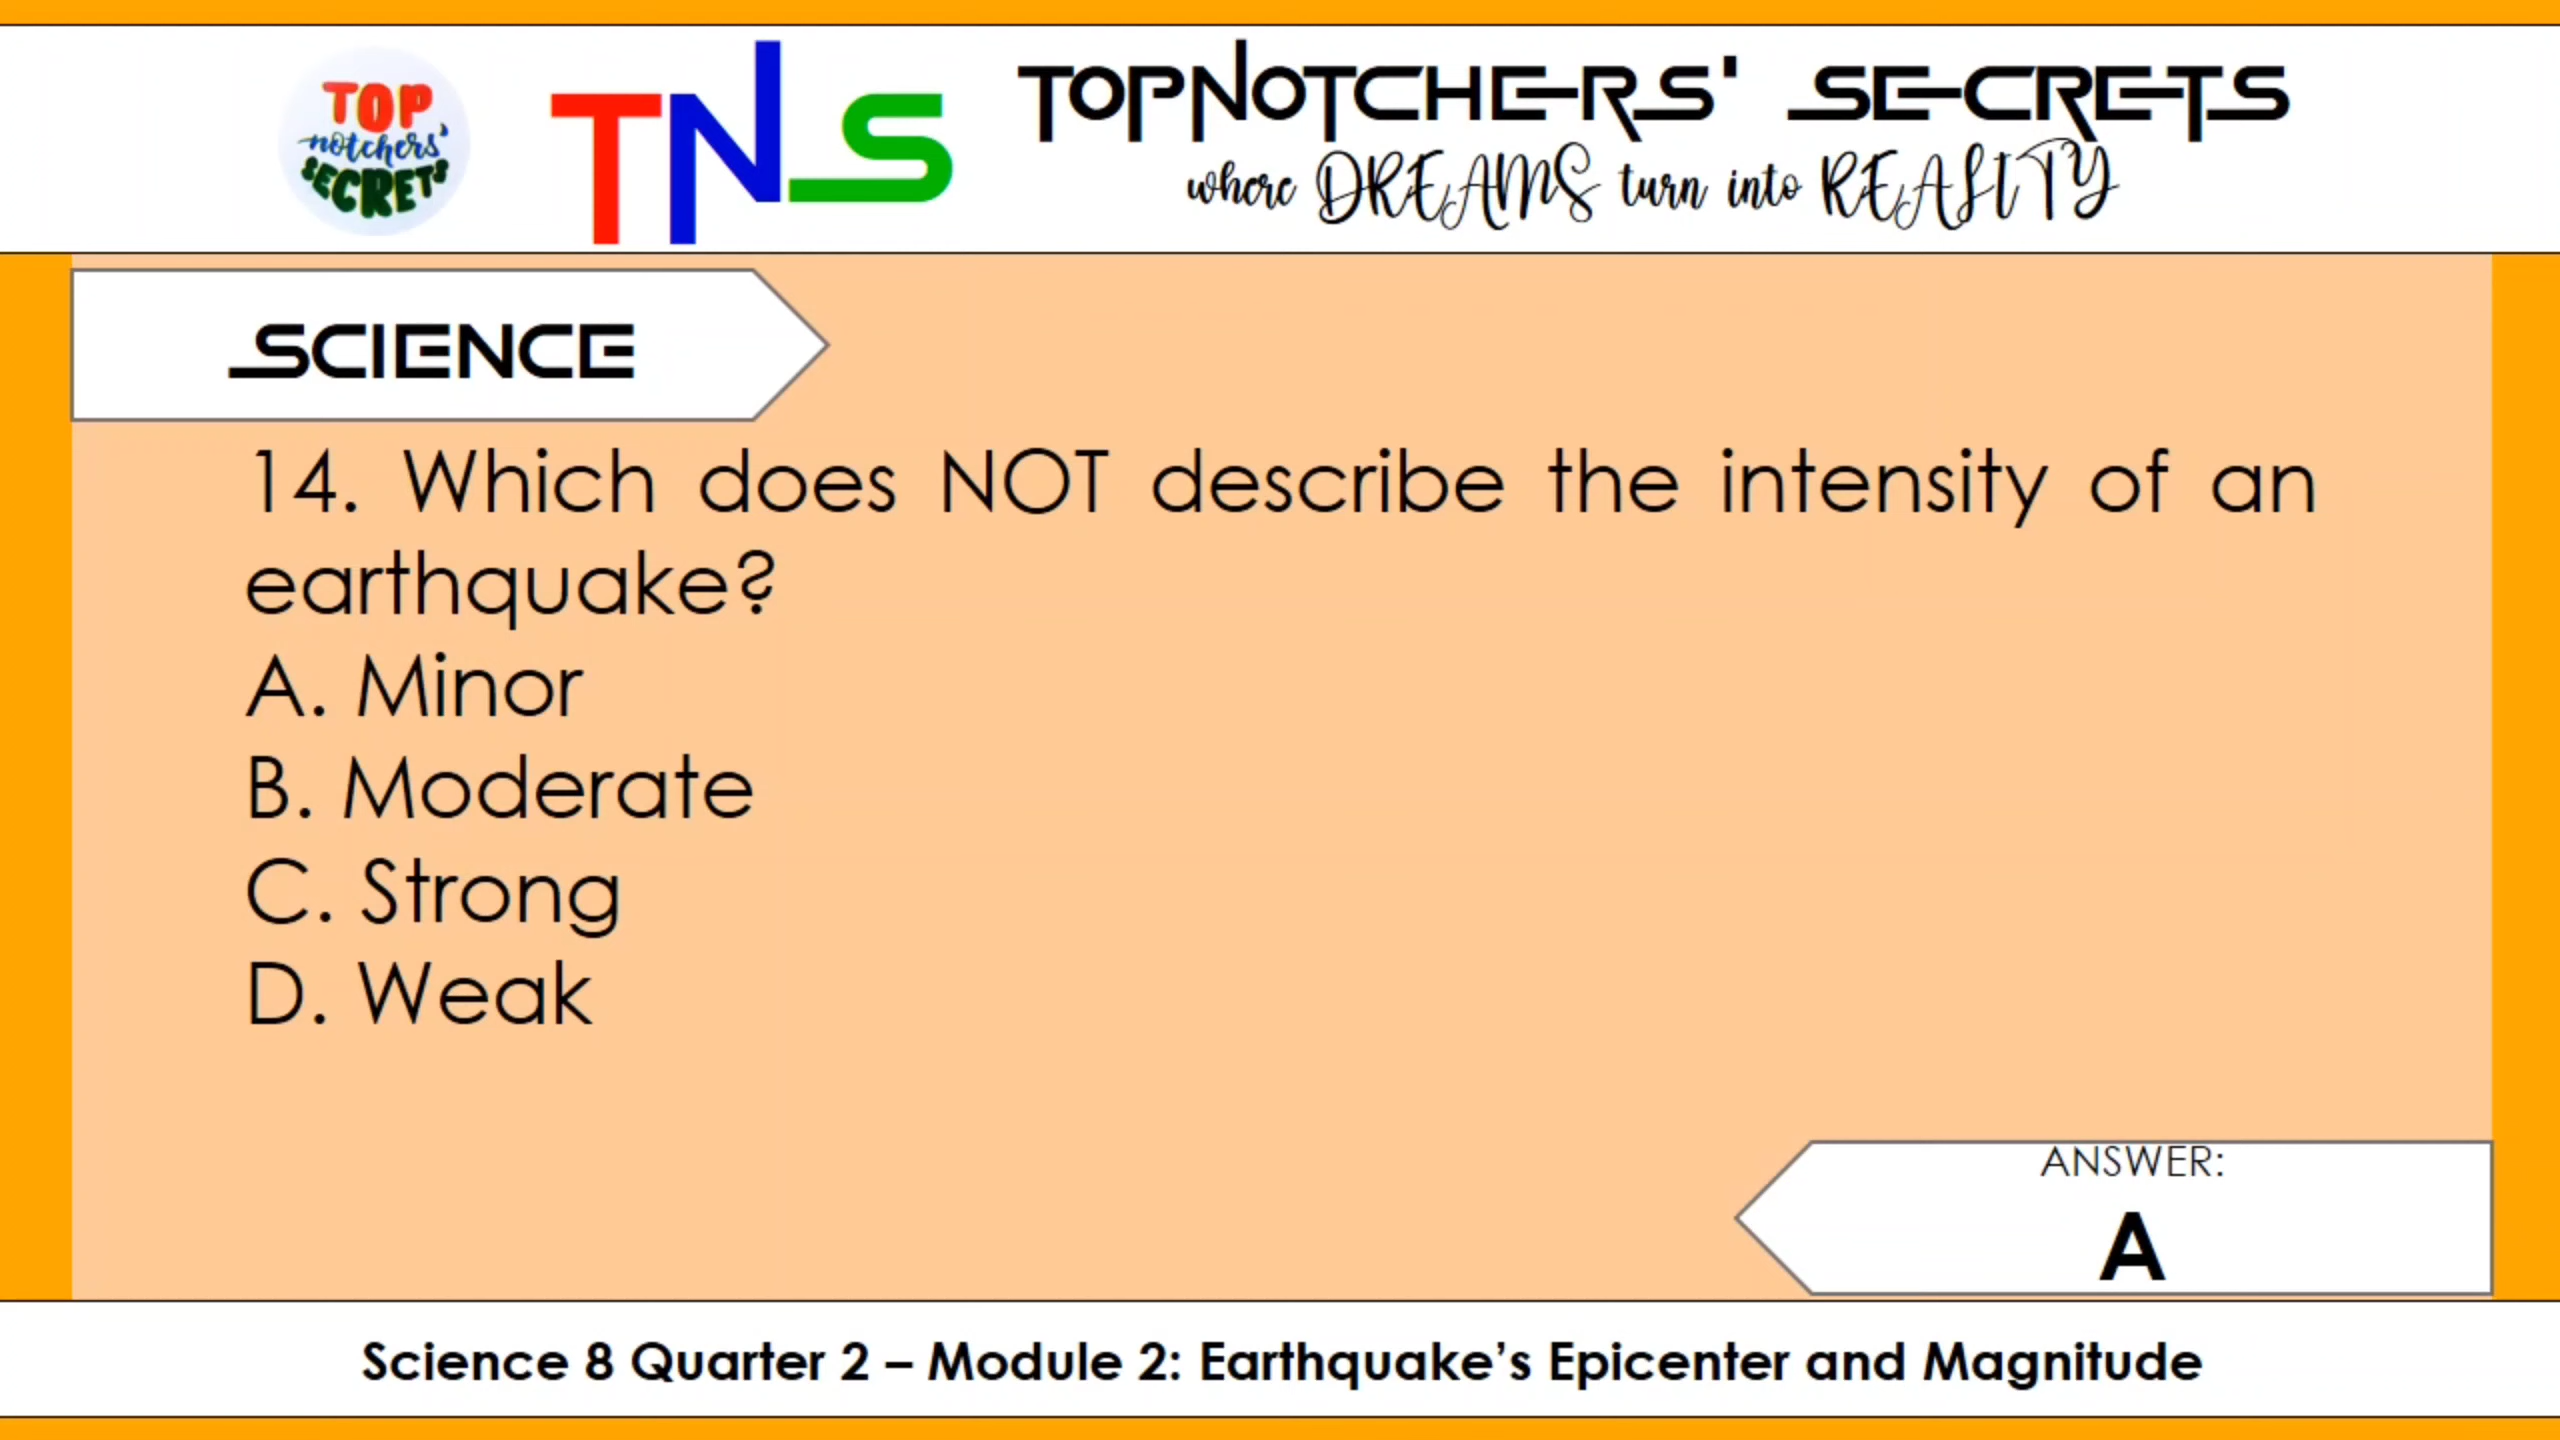 TOP
notchers'
SECRETS
TNS
TOPNOTCHERS' SECRETS
where DREAMS turn into REALITY
SCIENCE
14. Which does NOT describe the intensity of an
earthquake?
A. Minor
B. Moderate
C. Strong
D. Weak
ANSWER:
A
Science 8 Quarter 2 – Module 2: Earthquake’s Epicenter and Magnitude